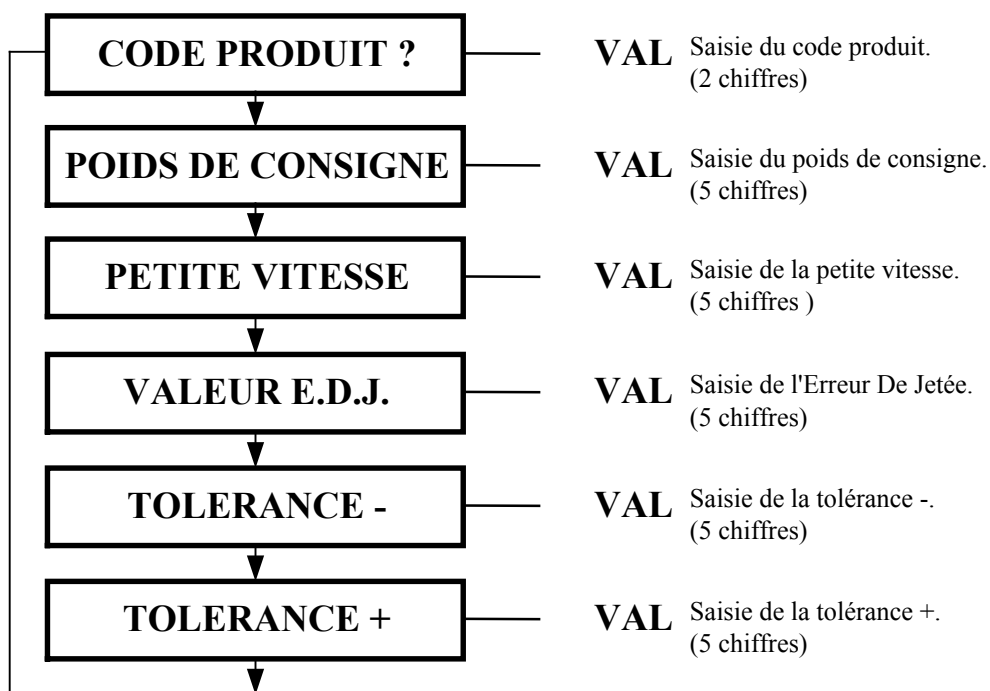 CODE PRODUIT ?
VAL Saisie du code produit.
(2 chiffres)
POIDS DE CONSIGNE
VAL Saisie du poids de consigne.
(5 chiffres)
PETITE VITESSE
VAL Saisie de la petite vitesse.
(5 chiffres )
VALEUR E.D.J.
VAL Saisie de l'Erreur De Jetée.
(5 chiffres)
TOLERANCE -
VAL Saisie de la tolérance -.
(5 chiffres)
TOLERANCE +
VAL Saisie de la tolérance +.
(5 chiffres)